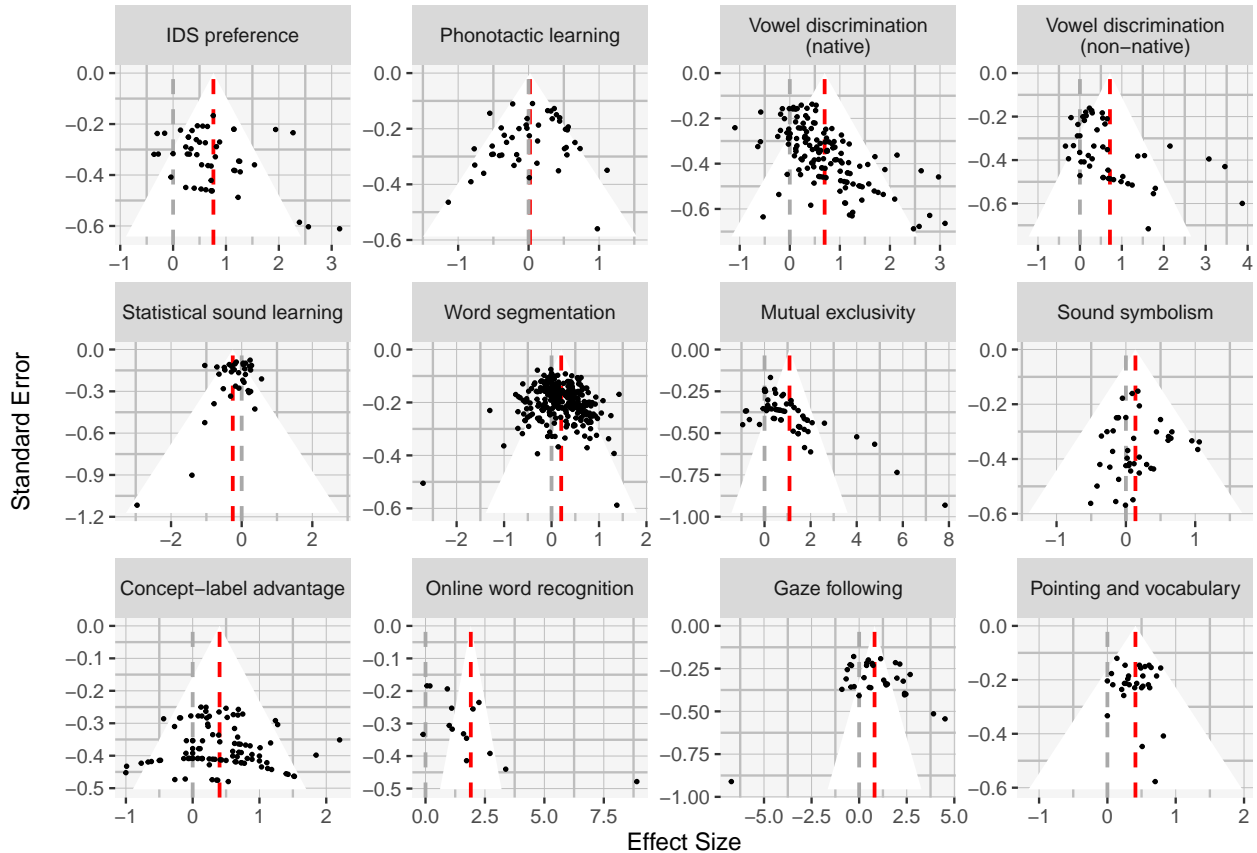 IDS preference
Phonotactic learning
Vowel discrimination
(native)
Vowel discrimination
(non−native)
0.0
−0.2
−0.4
−0.6
−1 0 1 2 3
0.0
−0.2
−0.4
−0.6
−1 0 1
0.0
−0.2
−0.4
−0.6
−1 0 1 2 3
0.0
−0.2
−0.4
−0.6
−1 0 1 2 3 4
Statistical sound learning
Word segmentation
Mutual exclusivity
Sound symbolism
0.0
−0.3
−0.6
−0.9
−1.2
−2 0 2
0.0
−0.2
−0.4
−0.6
−2 −1 0 1 2
0.00
−0.25
−0.50
−0.75
−1.00
0 2 4 6 8
0.0
−0.2
−0.4
−0.6
−1 0 1
Concept−label advantage
Online word recognition
Gaze following
Pointing and vocabulary
0.0
−0.1
−0.2
−0.3
−0.4
−0.5
−1 0 1 2
0.0
−0.1
−0.2
−0.3
−0.4
−0.5
0.0 2.5 5.0 7.5
0.00
−0.25
−0.50
−0.75
−1.00
−5.0 −2.5 0.0 2.5 5.0
0.0
−0.2
−0.4
−0.6
−1 0 1 2
Standard Error
Effect Size